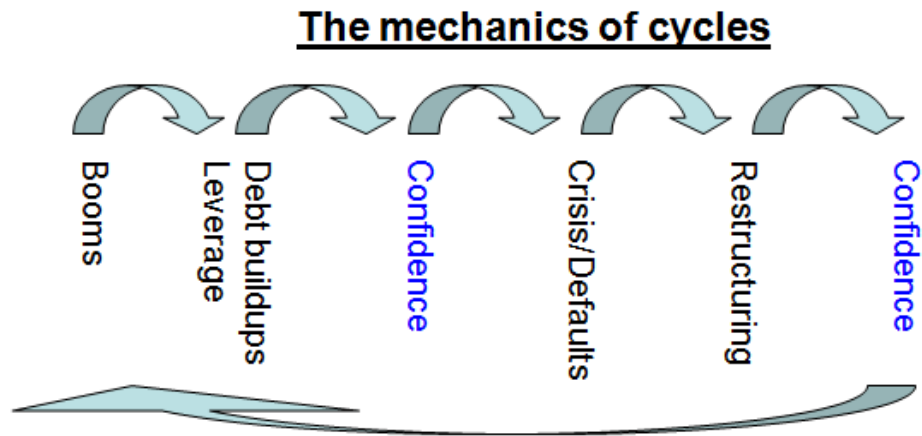 The mechanics of cycles
Booms
Leverage
Debt buildups
Confidence
Crisis/Defaults
Restructuring
Confidence